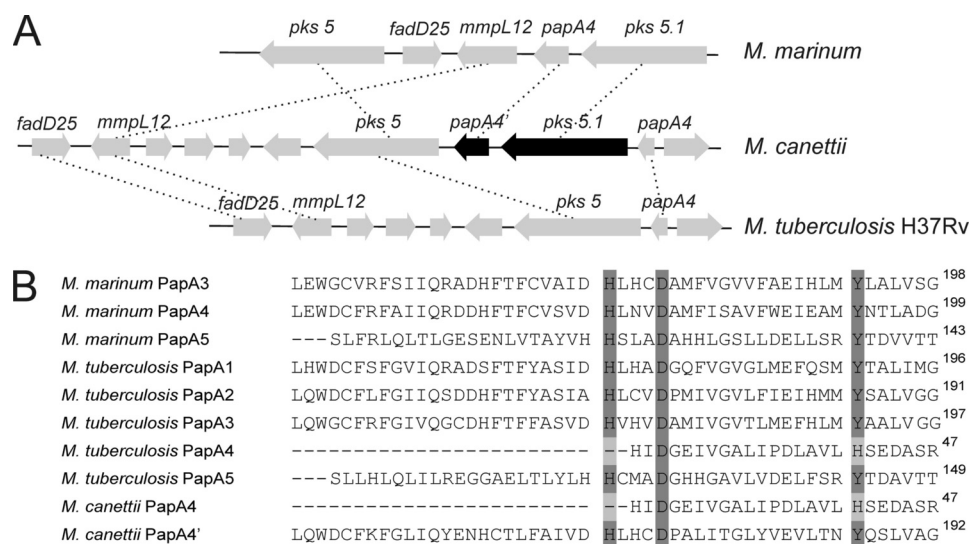 A
pks 5 fadD25 mmpL12 papA4 pks 5.1
M. marinum
fadD25 mmpL12 pks 5 papA4' pks 5.1 papA4
M. canettii
fadD25 mmpL12 pks 5 papA4
M. tuberculosis H37Rv
B
M. marinum PapA3 LEWGCVRFSIIQRADHFTFCVAID HLHCDAMFVGVVFAEIHLM YLALVSG 198
M. marinum PapA4 LEWDCFRFAIIQRDDHFTFCVSVD HLNVDAMFISAVFWEIEAM YNTLADG 199
M. marinum PapA5 ---SLFRLQLTLGESENLVTAYVH HSLADAHHLGSLLDELLSR YTDVVTT 143
M. tuberculosis PapA1 LHWDCFSFGVIQRADSFTFYASID HLHADGQFVGVGLMEFQSM YTALIMG 196
M. tuberculosis PapA2 LQWDCFLFGIIQSDDHFTFYASIA HLCVDPMIVGVLFIEIHMM YSALVGG 191
M. tuberculosis PapA3 LQWGCFRFGIVQGCDHFTFFASVD HVHVDAMIVGVTLMEFHLM YAALVGG 197
M. tuberculosis PapA4 ------------------------ --HIDGEIVGALIPDLAVL HSEDASR 47
M. tuberculosis PapA5 ---SLLHLQLILREGGAELTLYLH HCMADGHHGAVLVDELFSR YTDAVTT 149
M. canettii PapA4 ------------------------ --HIDGEIVGALIPDLAVL HSEDASR 47
M. canettii PapA4' LQWDCFKFGLIQYENHCTLFAIVD HLHCDPALITGLYVEVLTN YQSLVAG 192